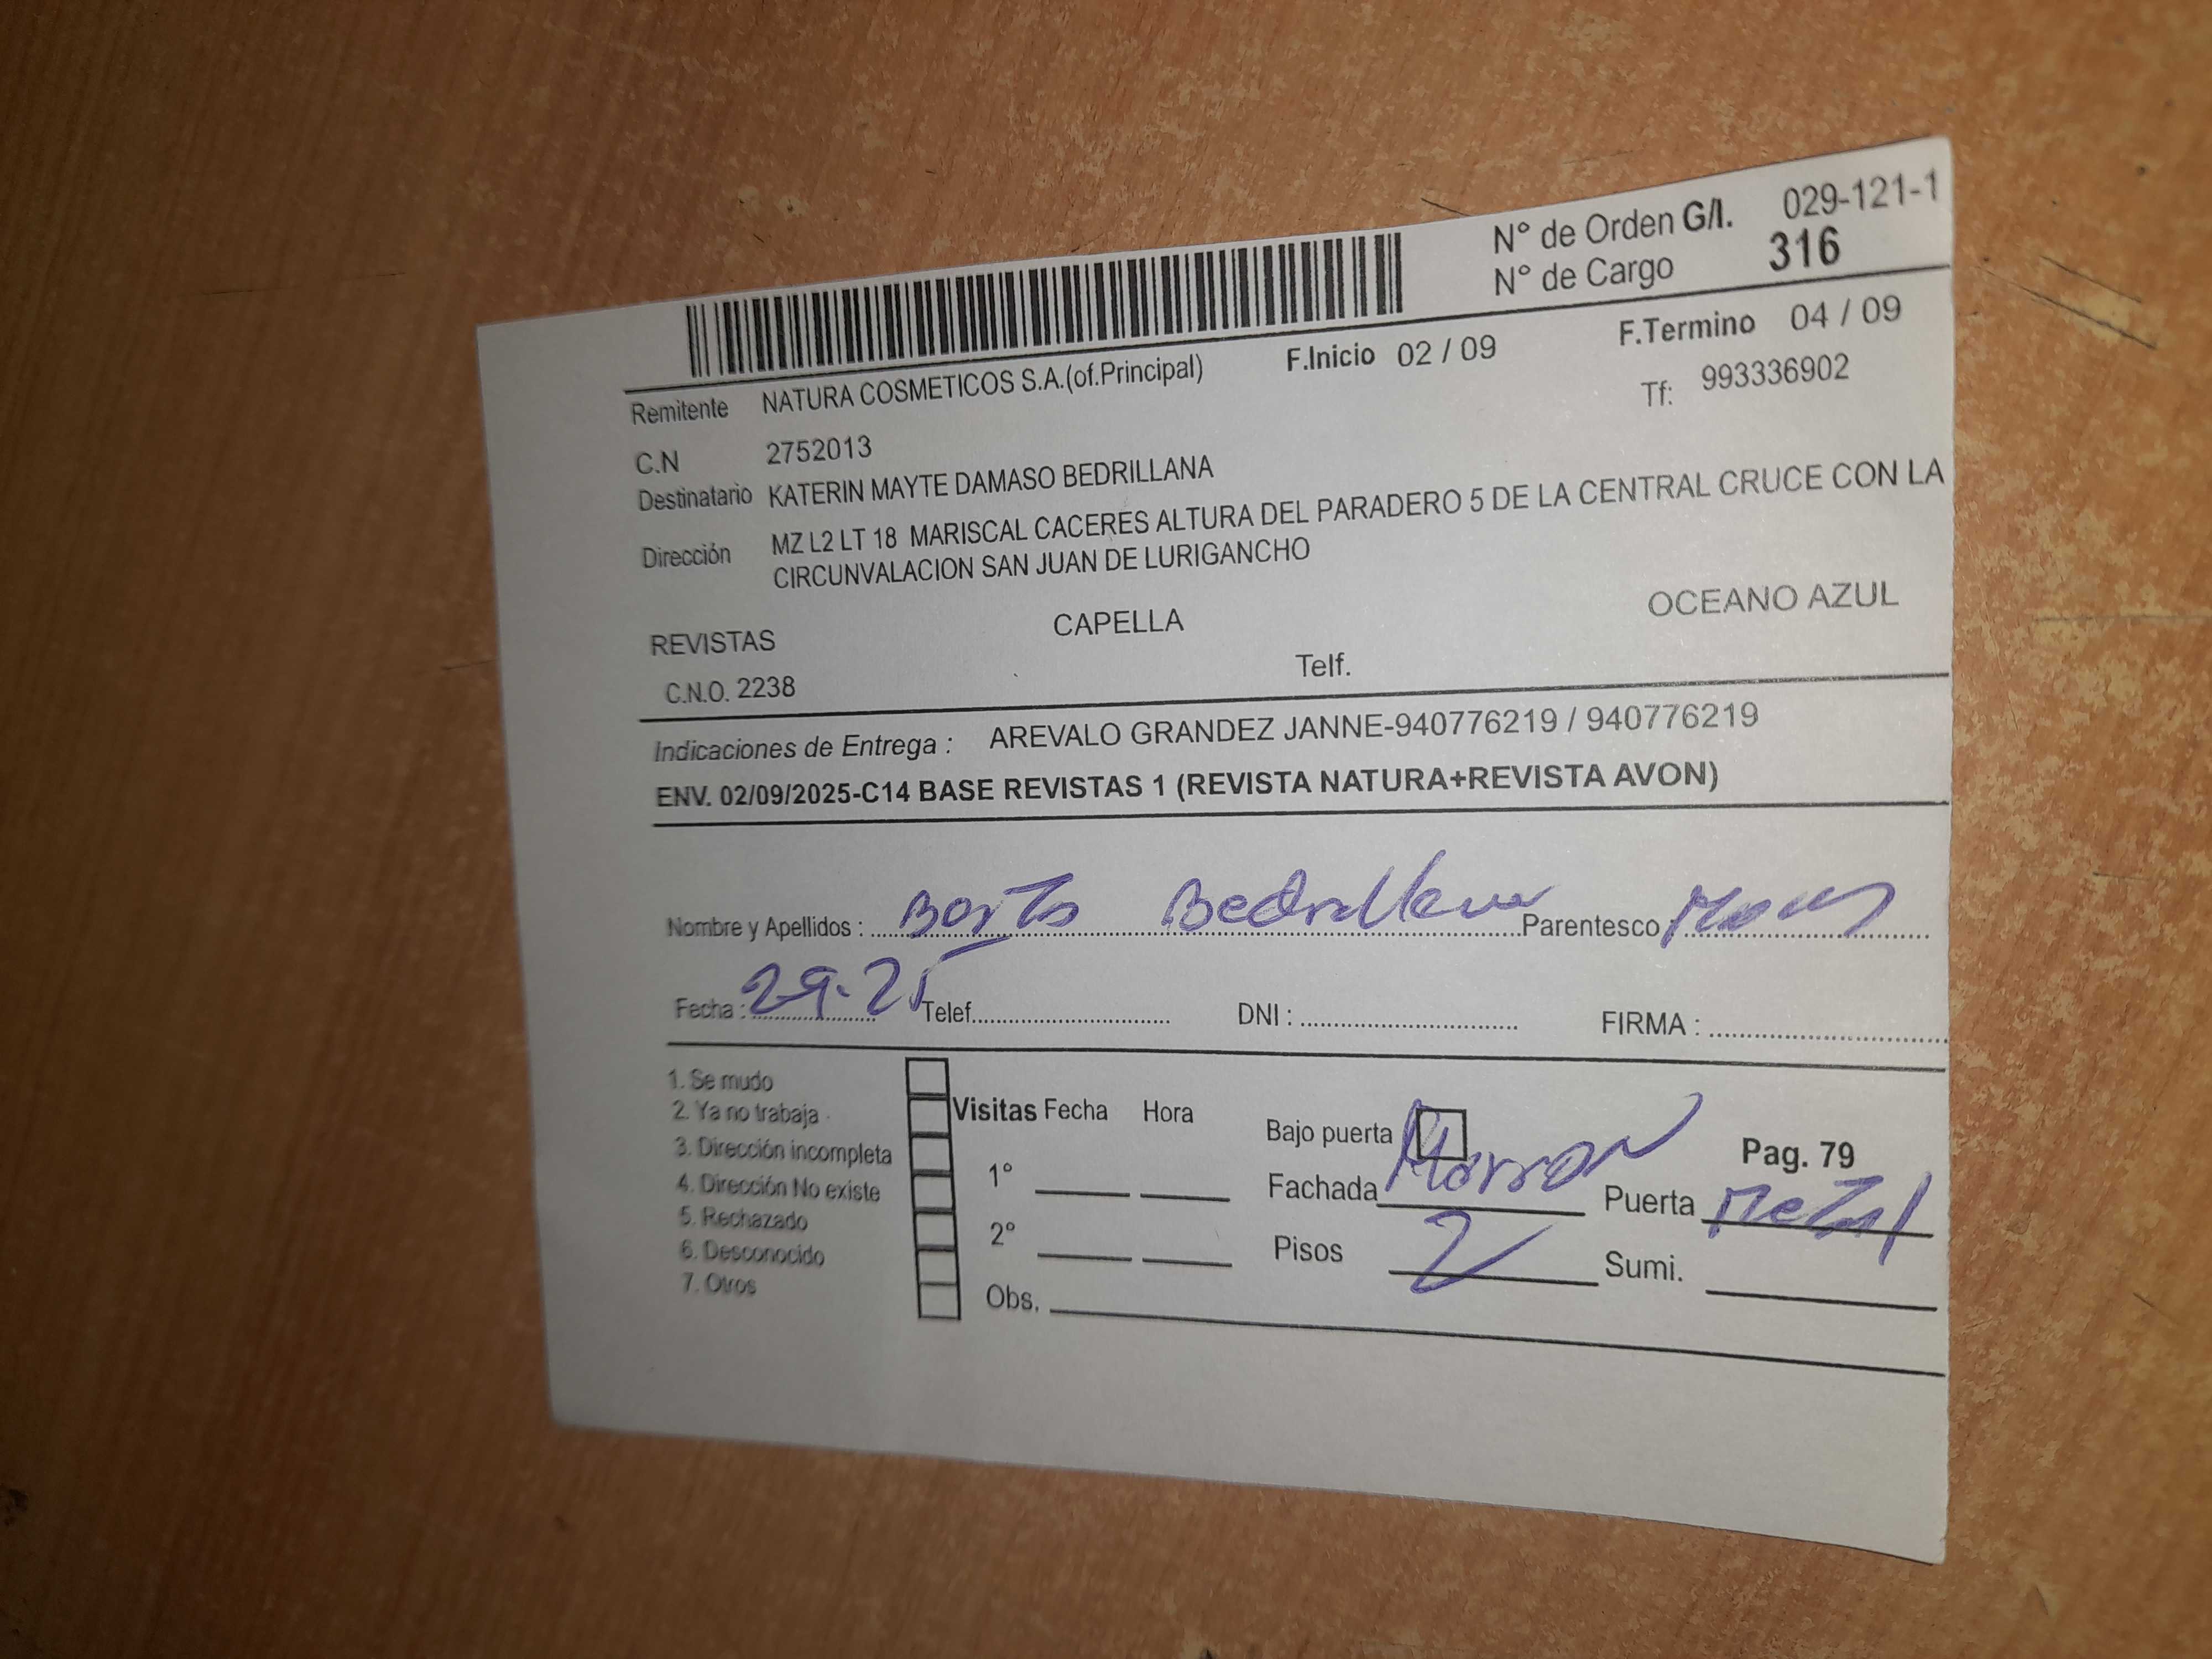 N° de Orden G/I. 029-121-1
N° de Cargo 316
F.Inicio 02 / 09 F.Termino 04 / 09
Remitente NATURA COSMETICOS S.A.(of.Principal) Tf: 993336902
C.N 2752013
Destinatario KATERIN MAYTE DAMASO BEDRILLANA
Dirección MZ L2 LT 18 MARISCAL CACERES ALTURA DEL PARADERO 5 DE LA CENTRAL CRUCE CON LA
CIRCUNVALACION SAN JUAN DE LURIGANCHO
REVISTAS CAPELLA OCEANO AZUL
C.N.O. 2238 Telf.
Indicaciones de Entrega : AREVALO GRANDEZ JANNE-940776219 / 940776219
ENV. 02/09/2025-C14 BASE REVISTAS 1 (REVISTA NATURA+REVISTA AVON)
Nombre y Apellidos : Bedrillana Parentesco :
Fecha : 29.25 Telef. DNI : FIRMA :
1. Se mudo
2. Ya no trabaja
3. Dirección incompleta
4. Dirección No existe
5. Rechazado
6. Desconocido
7. Otros
Visitas Fecha Hora
1°
2°
Obs.
Bajo puerta Pag. 79
Fachada Marron Puerta Metal
Pisos 2 Sumi.